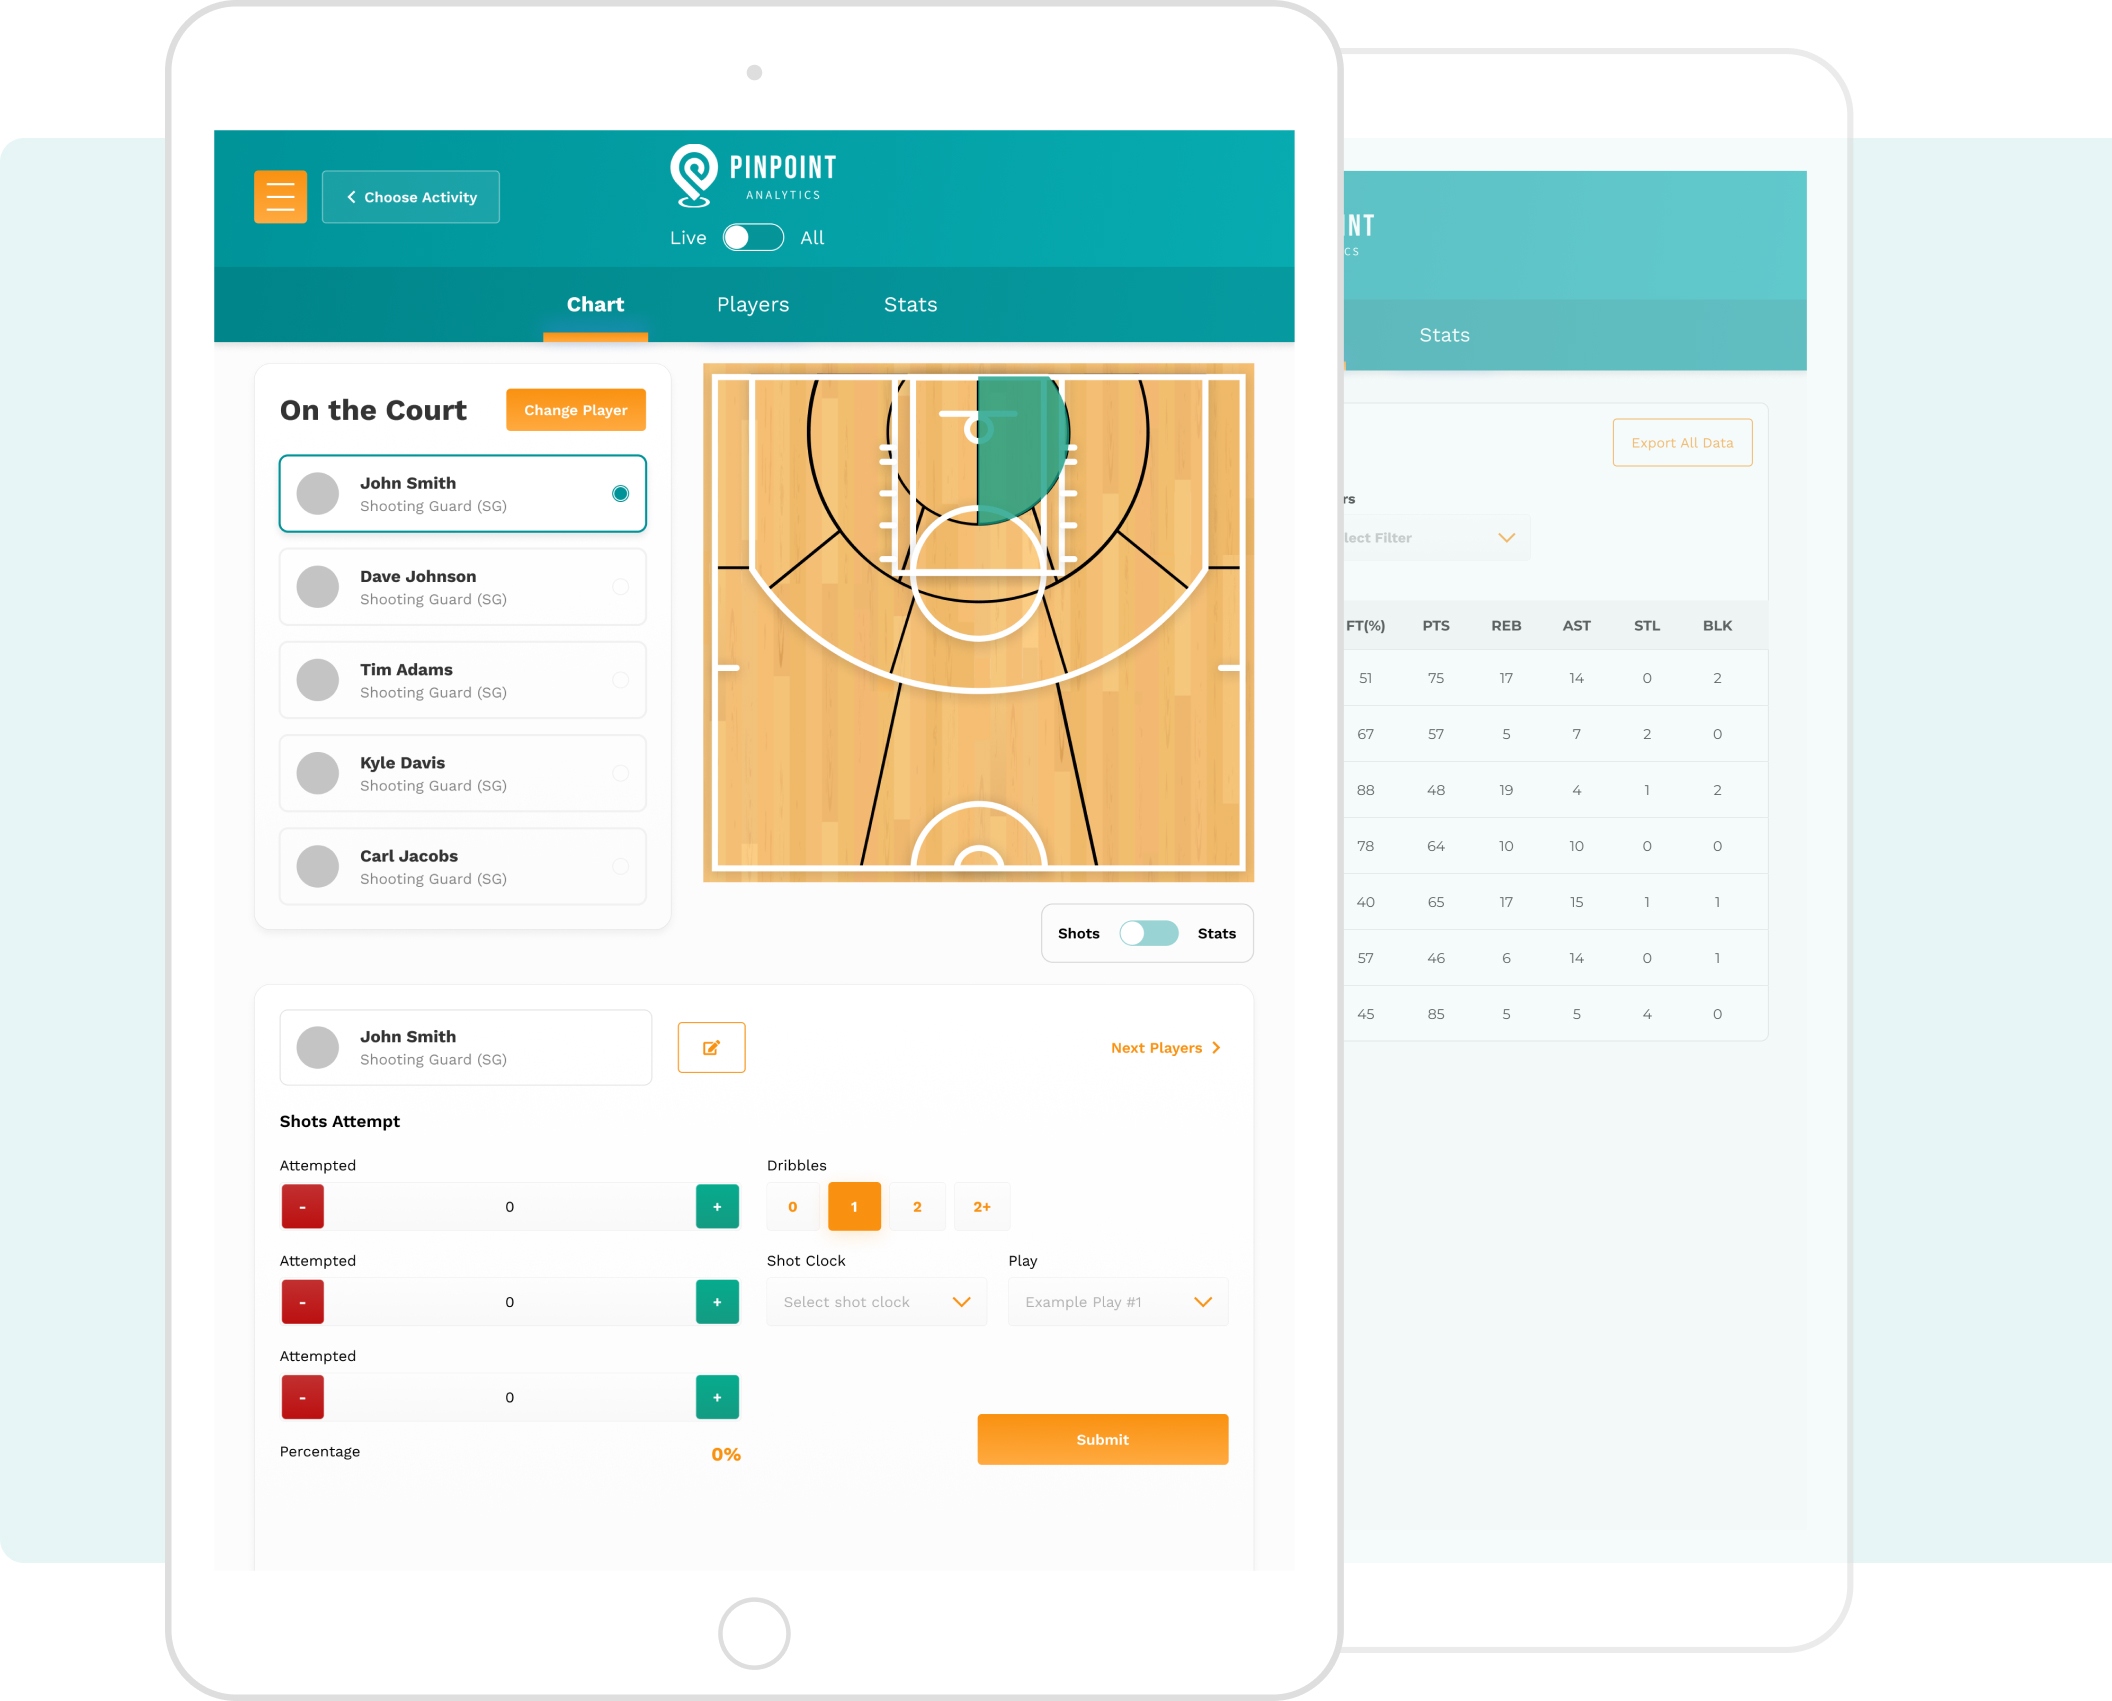 PINPOINT
ANALYTICS
Choose Activity
Live All
Chart Players Stats
On the Court
Change Player
John Smith
Shooting Guard (SG)
Dave Johnson
Shooting Guard (SG)
Tim Adams
Shooting Guard (SG)
Kyle Davis
Shooting Guard (SG)
Carl Jacobs
Shooting Guard (SG)
Shots Stats
John Smith
Shooting Guard (SG)
Next Players
Shots Attempt
Attempted
- 0 +
Dribbles
0 1 2 2+
Attempted
- 0 +
Shot Clock
Select shot clock
Play
Example Play #1
Attempted
- 0 +
Percentage 0%
Submit
INT
CS
Stats
Export All Data
rs
lect Filter
FT(%) PTS REB AST STL BLK
51 75 17 14 0 2
67 57 5 7 2 0
88 48 19 4 1 2
78 64 10 10 0 0
40 65 17 15 1 1
57 46 6 14 0 1
45 85 5 5 4 0